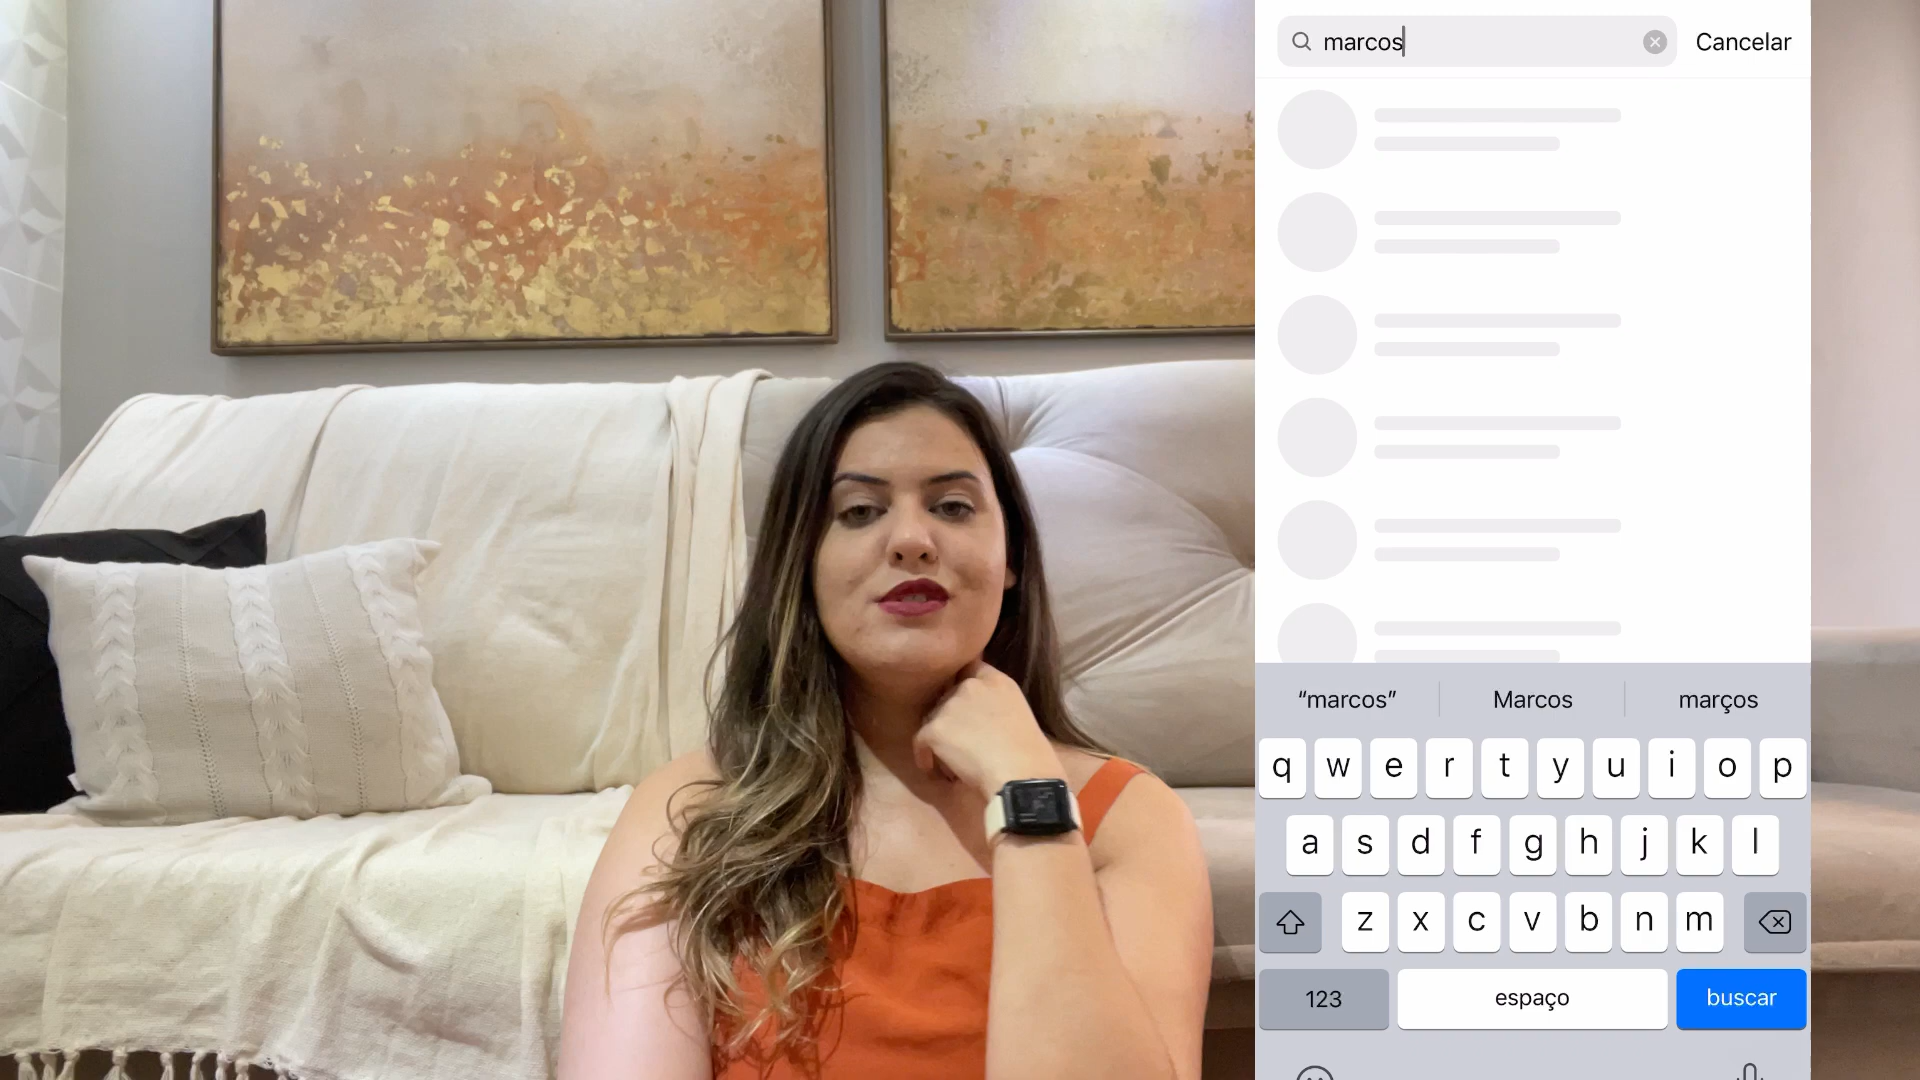 marcos
Cancelar
“marcos” Marcos marços
q w e r t y u i o p
a s d f g h j k l
z x c v b n m
123 espaço buscar